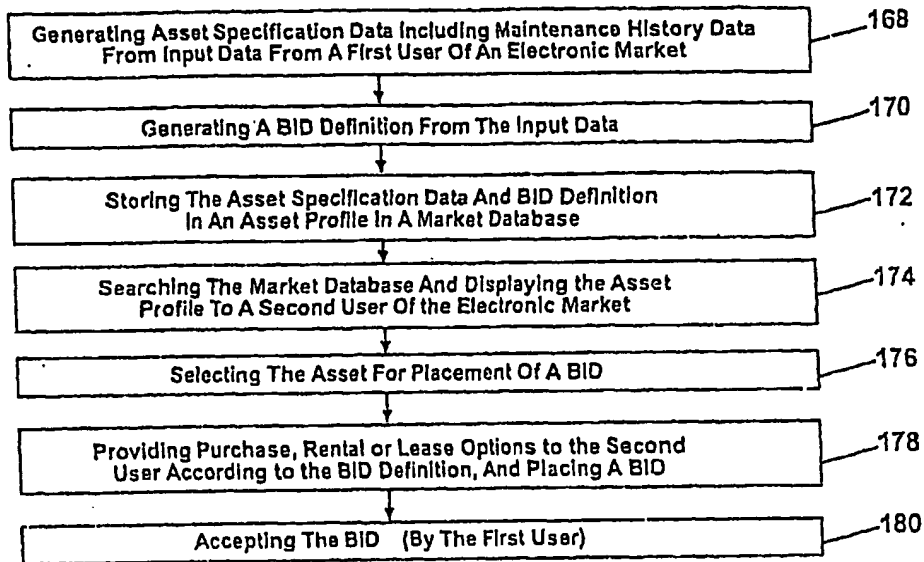 Generating Asset Specification Data Including Maintenance History Data
From Input Data From A First User Of An Electronic Market
168
Generating A BID Definition From The Input Data
170
Storing The Asset Specification Data And BID Definition
In An Asset Profile In A Market Database
172
Searching The Market Database And Displaying the Asset
Profile To A Second User Of the Electronic Market
174
Selecting The Asset For Placement Of A BID
176
Providing Purchase, Rental or Lease Options to the Second
User According to the BID Definition, And Placing A BID
178
Accepting The BID (By The First User)
180